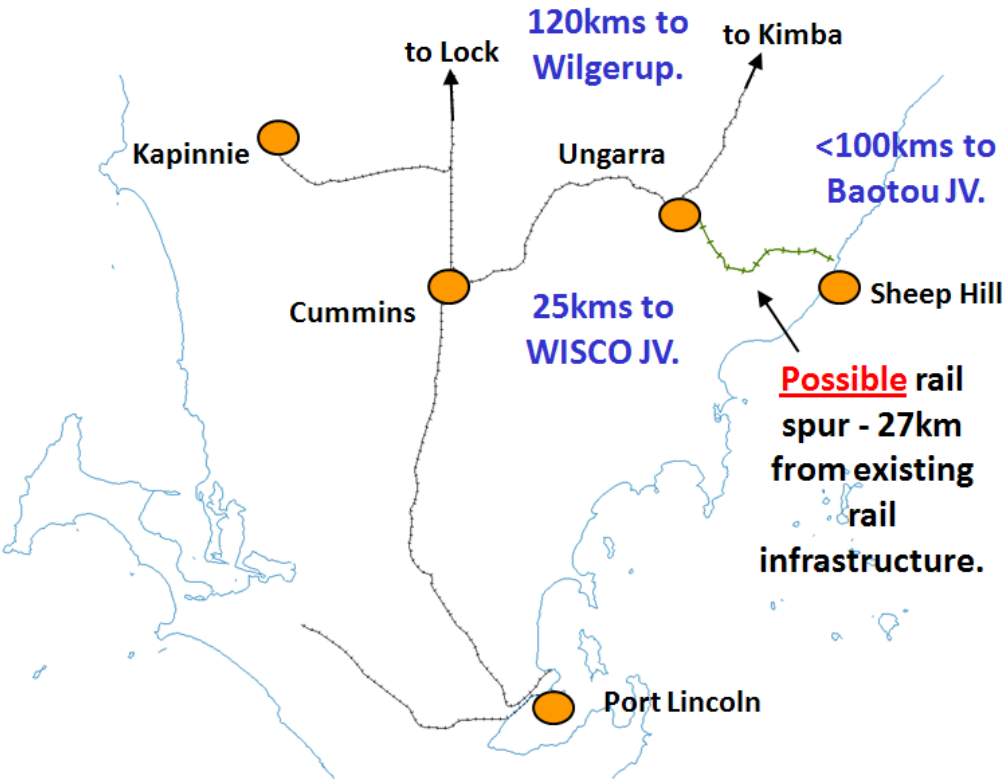 120kms to
Wilgerup.
to Lock
to Kimba
Kapinnie
Ungarra
<100kms to
Baotou JV.
Cummins
25kms to
WISCO JV.
Sheep Hill
Possible rail
spur - 27km
from existing
rail
infrastructure.
Port Lincoln